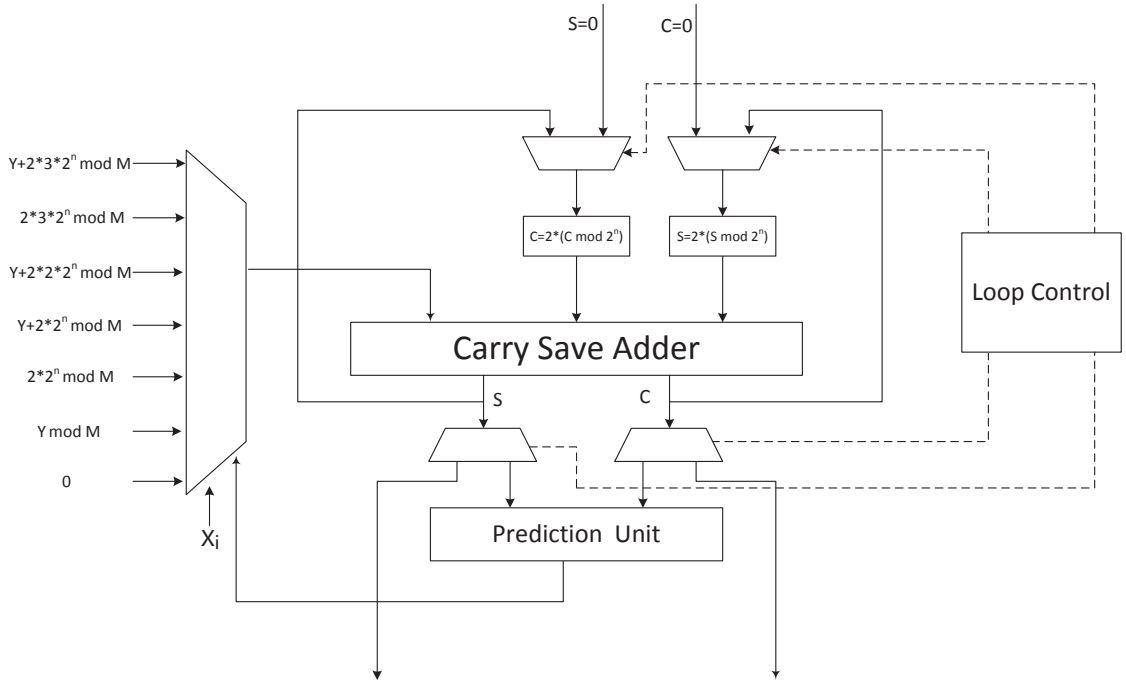 S=0
C=0
Y+2*3*2ⁿ mod M
2*3*2ⁿ mod M
C=2*(C mod 2ⁿ)
S=2*(S mod 2ⁿ)
Y+2*2*2ⁿ mod M
Loop Control
Y+2*2ⁿ mod M
Carry Save Adder
2*2ⁿ mod M
S
C
Y mod M
0
Xi
Prediction Unit